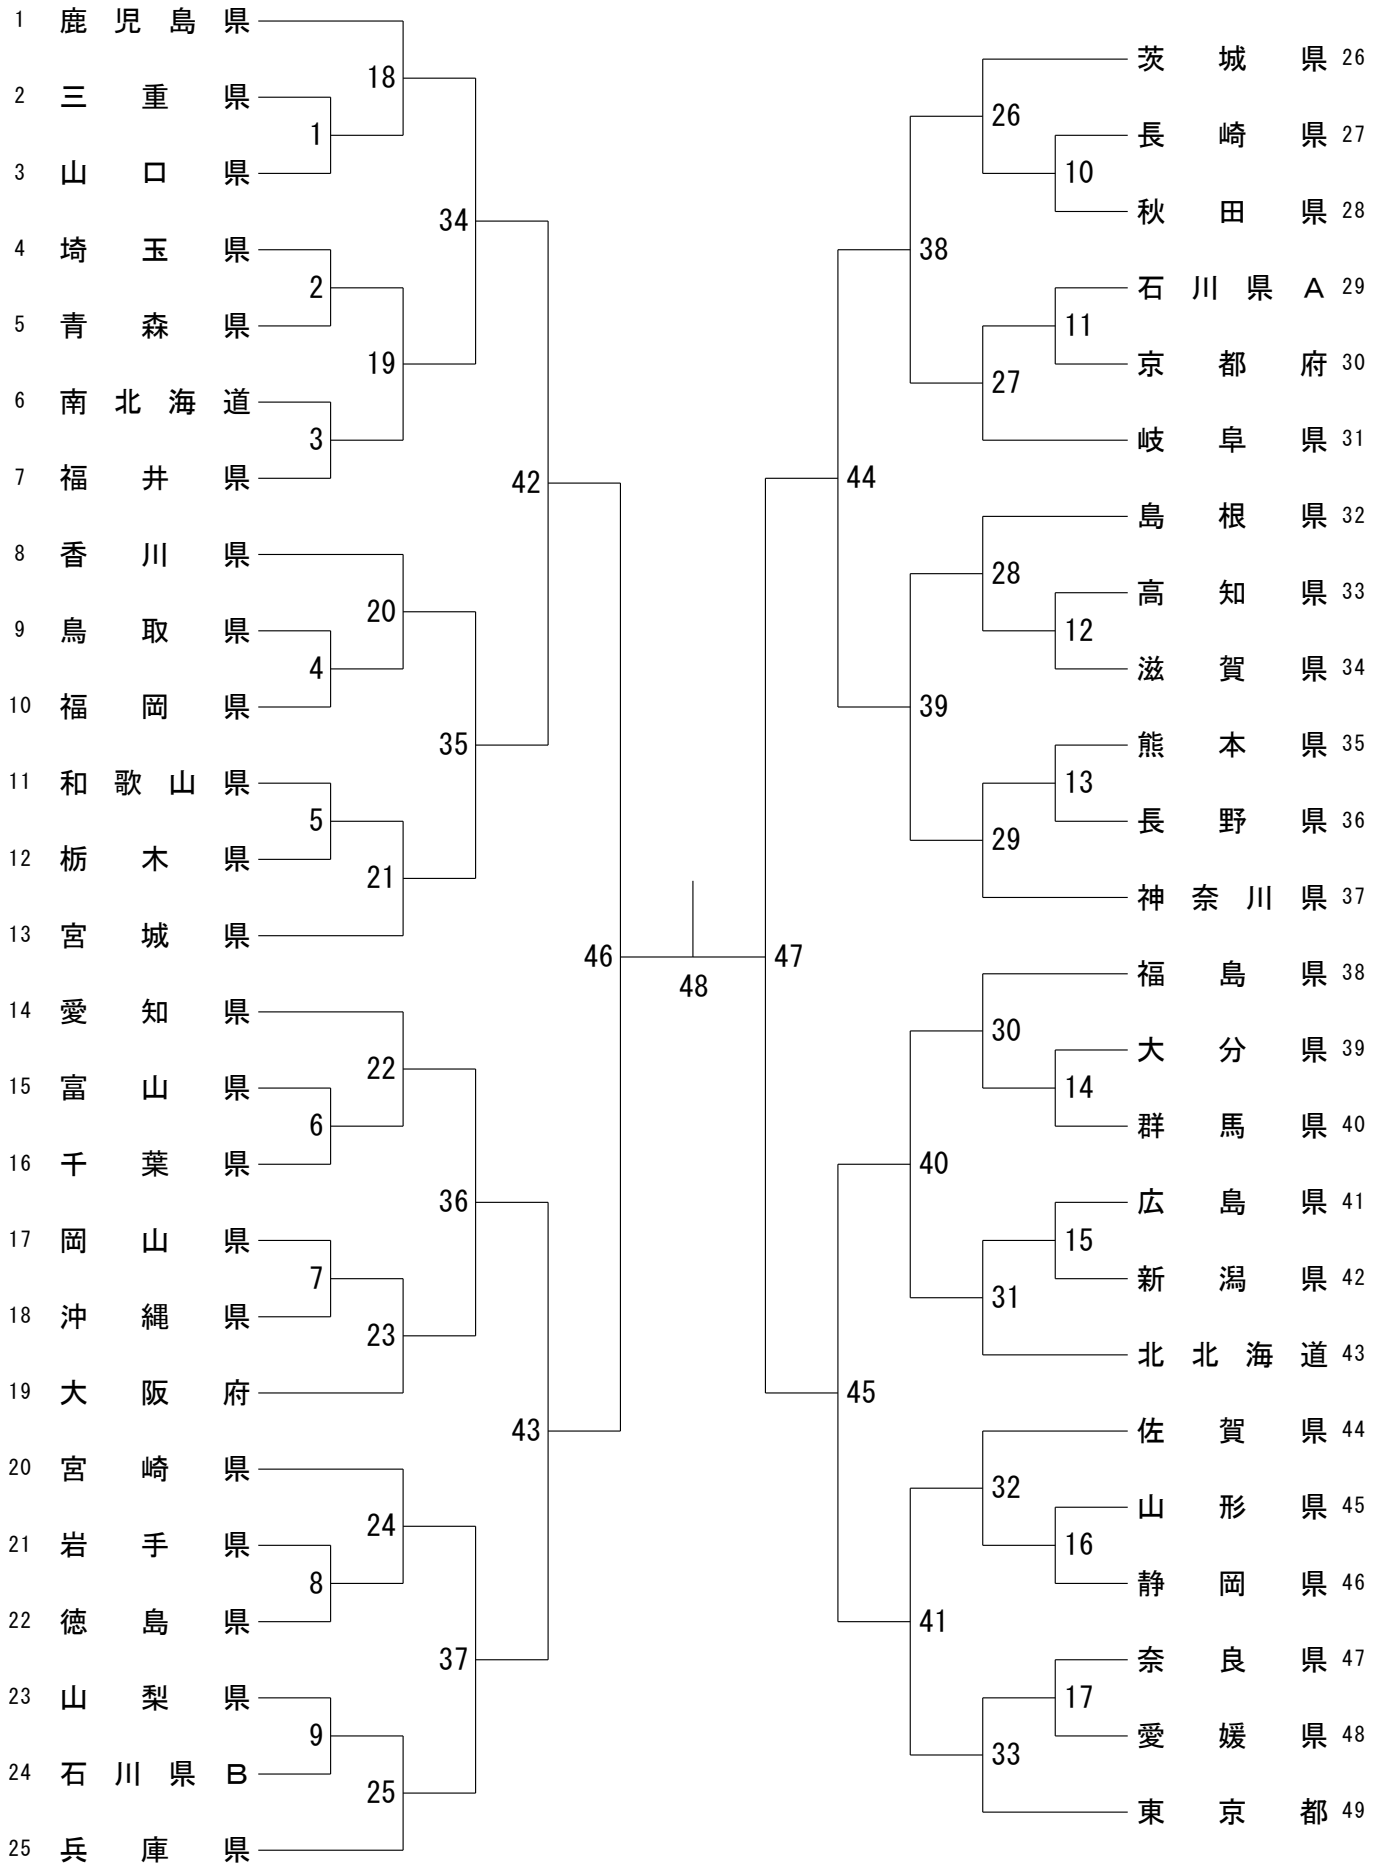 1 鹿児島県
2 三重県
3 山口県
4 埼玉県
5 青森県
6 南北海道
7 福井県
8 香川県
9 鳥取県
10 福岡県
11 和歌山県
12 栃木県
13 宮城県
14 愛知県
15 富山県
16 千葉県
17 岡山県
18 沖縄県
19 大阪府
20 宮崎県
21 岩手県
22 徳島県
23 山梨県
24 石川県B
25 兵庫県
1
2
3
4
5
6
7
8
9
18
19
20
21
22
23
24
25
34
35
36
37
42
43
46
48
47
44
45
38
39
40
41
26
27
28
29
30
31
32
33
10
11
12
13
14
15
16
17
茨城県 26
長崎県 27
秋田県 28
石川県A 29
京都府 30
岐阜県 31
島根県 32
高知県 33
滋賀県 34
熊本県 35
長野県 36
神奈川県 37
福島県 38
大分県 39
群馬県 40
広島県 41
新潟県 42
北北海道 43
佐賀県 44
山形県 45
静岡県 46
奈良県 47
愛媛県 48
東京都 49